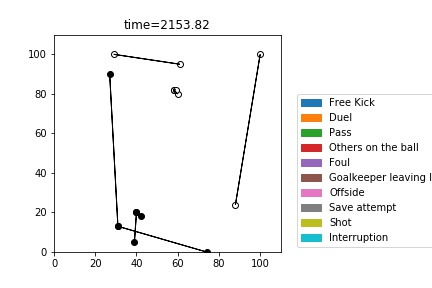 time=2153.82
100
80
60
40
20
0
0 20 40 60 80 100
Free Kick
Duel
Pass
Others on the ball
Foul
Goalkeeper leaving l
Offside
Save attempt
Shot
Interruption